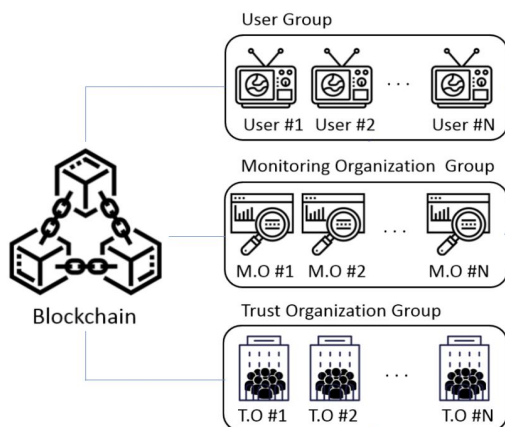 User Group
User #1 User #2 ... User #N
Monitoring Organization Group
M.O #1 M.O #2 ... M.O #N
Blockchain
Trust Organization Group
T.O #1 T.O #2 ... T.O #N